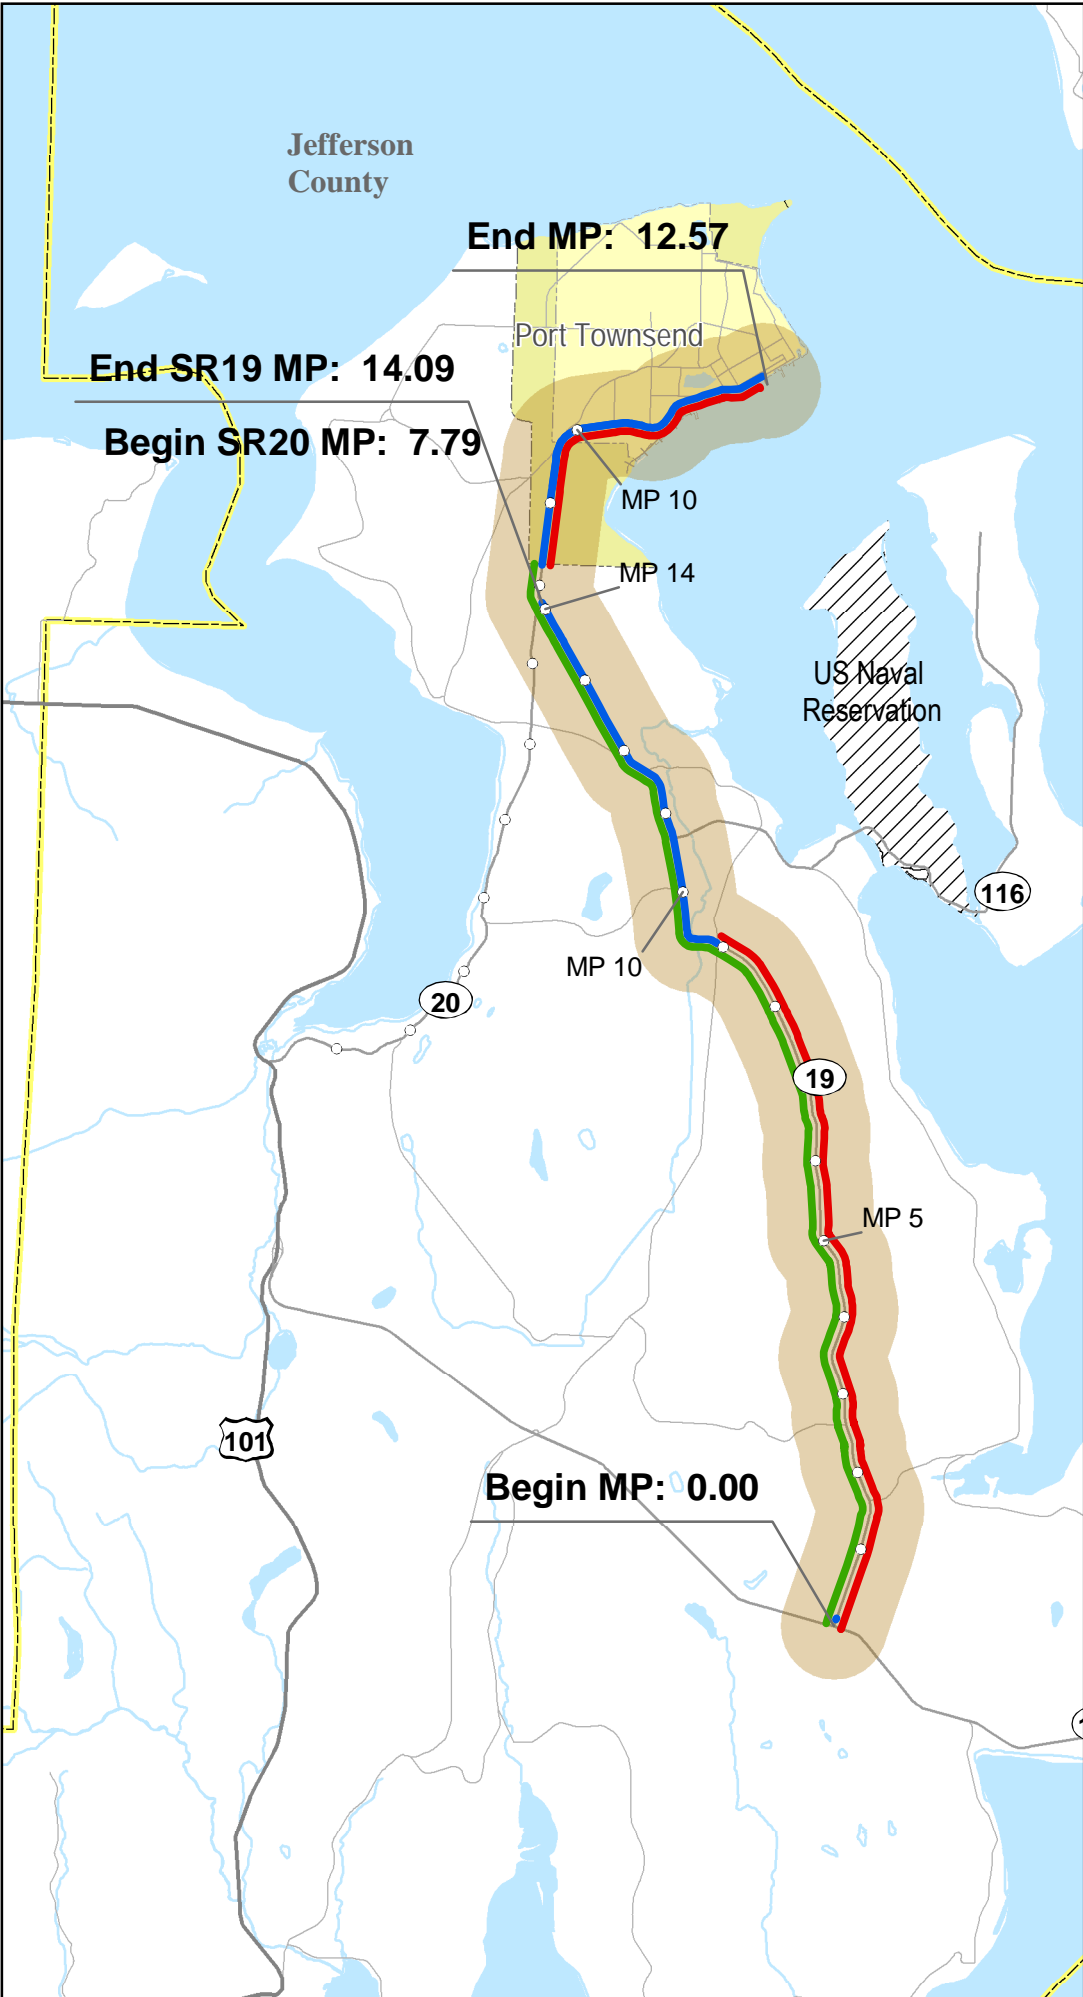 Jefferson
County
End MP: 12.57
Port Townsend
End SR19 MP: 14.09
Begin SR20 MP: 7.79
MP 10
MP 14
US Naval
Reservation
116
MP 10
20
19
MP 5
101
Begin MP: 0.00